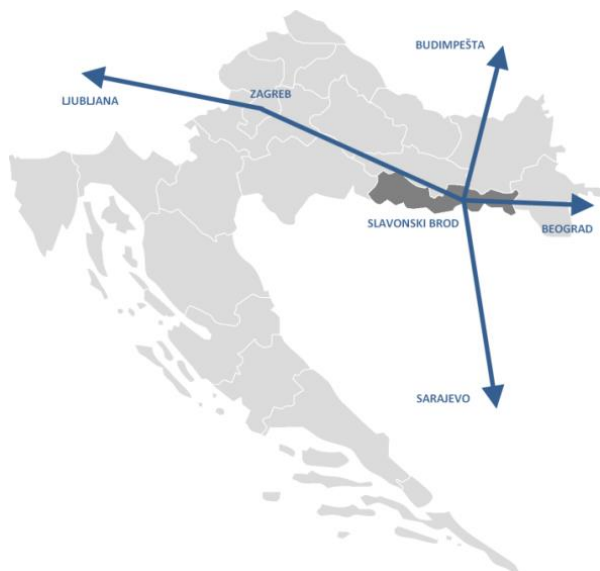 BUDIMPEŠTA
ZAGREB
LJUBLJANA
SLAVONSKI BROD
BEOGRAD
SARAJEVO